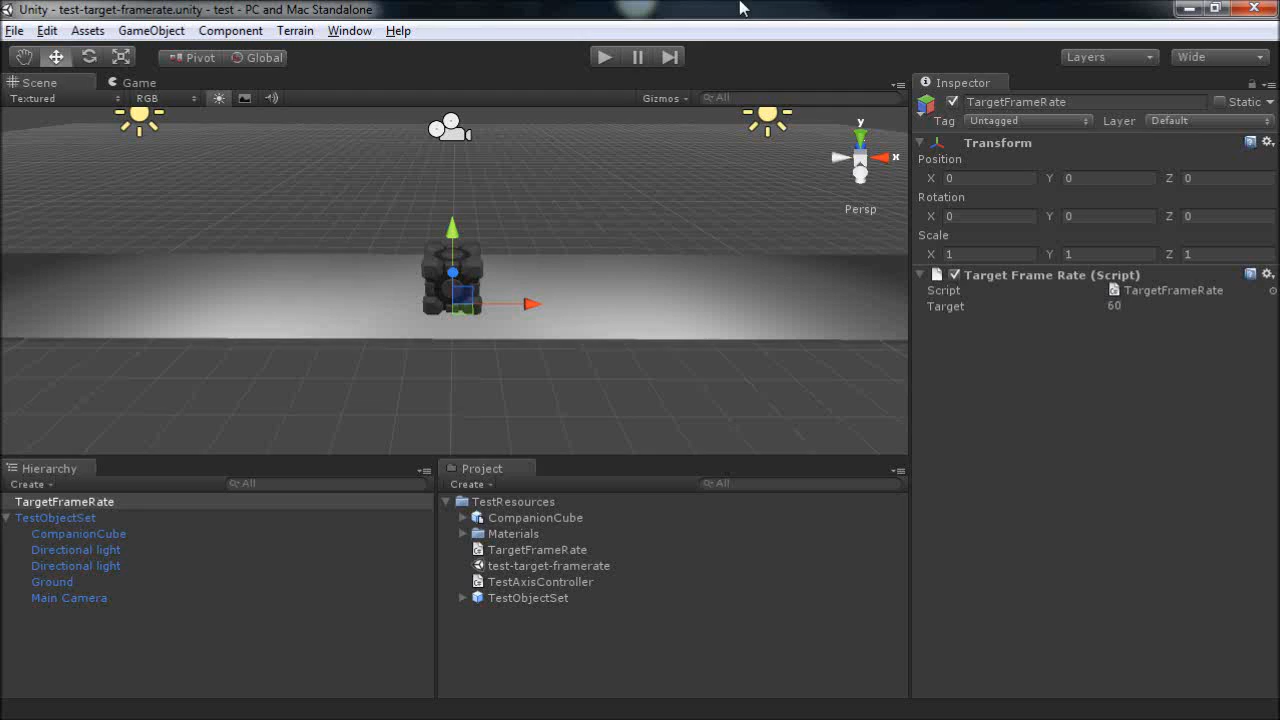 Unity - test-target-framerate.unity - test - PC and Mac Standalone
File Edit Assets GameObject Component Terrain Window Help
Pivot Global Layers Wide
Scene Game
Textured RGB Gizmos All
y
x
Persp
Inspector
TargetFrameRate Static
Tag Untagged Layer Default
Transform
Position
X 0 Y 0 Z 0
Rotation
X 0 Y 0 Z 0
Scale
X 1 Y 1 Z 1
Target Frame Rate (Script)
Script TargetFrameRate
Target 60
Hierarchy
Create All
TargetFrameRate
TestObjectSet
CompanionCube
Directional light
Directional light
Ground
Main Camera
Project
Create All
TestResources
CompanionCube
Materials
TargetFrameRate
test-target-framerate
TestAxisController
TestObjectSet